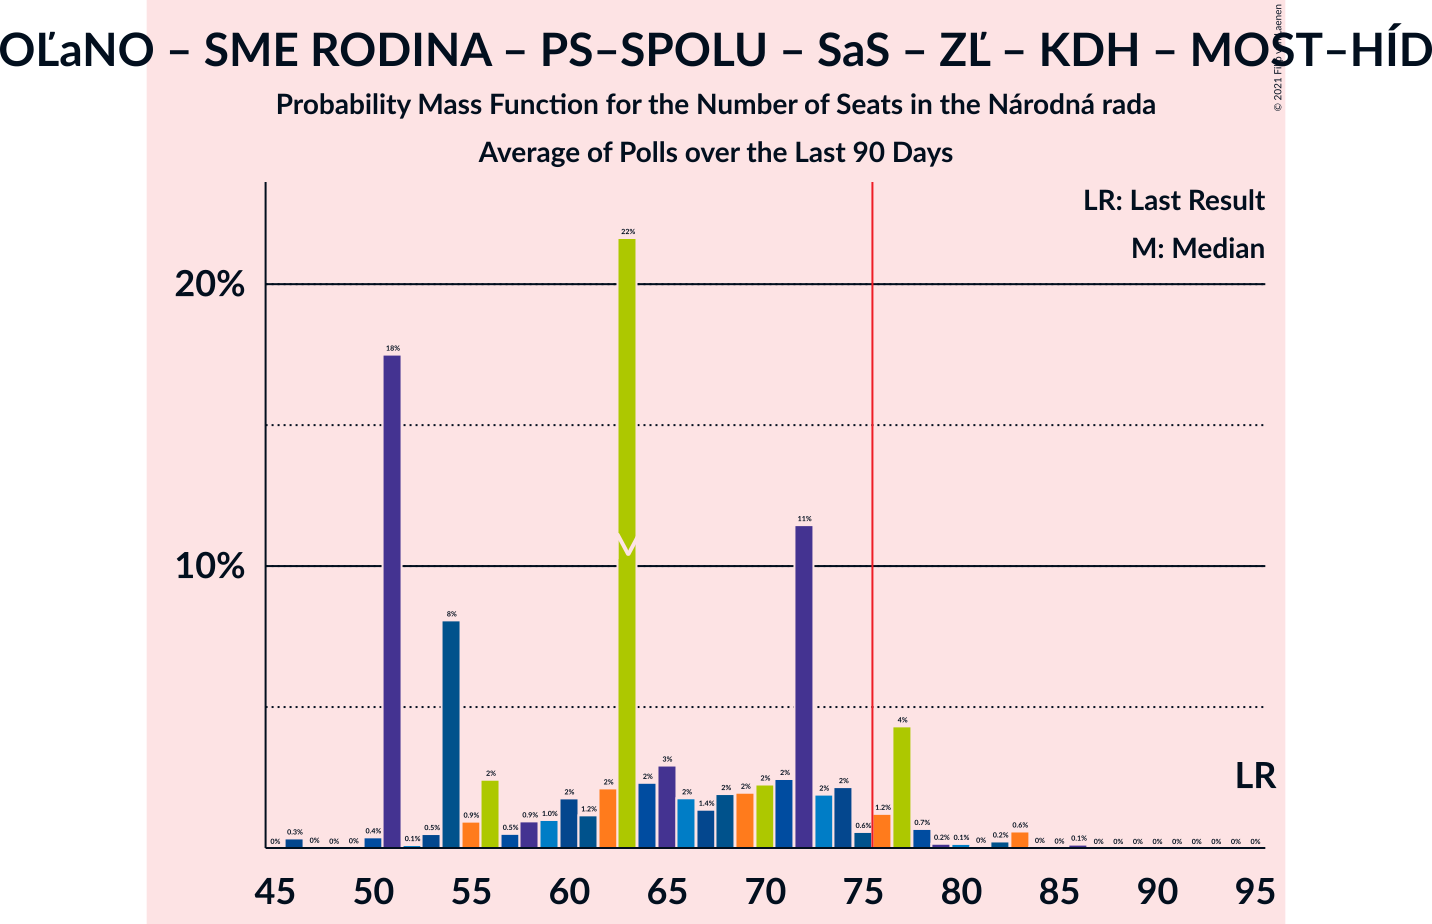 OĽaNO – SME RODINA – PS–SPOLU – SaS – ZĽ – KDH – MOST–HÍD
Probability Mass Function for the Number of Seats in the Národná rada
Average of Polls over the Last 90 Days
LR: Last Result
M: Median
20%
10%
0% 0.3% 0% 0% 0% 0.4% 18% 0.1% 0.5% 8% 0.9% 2% 0.5% 0.9% 1.0% 2% 1.2% 2% 22% 2% 3% 2% 1.4% 2% 2% 2% 2% 11% 2% 2% 0.6% 1.2% 4% 0.7% 0.2% 0.1% 0% 0.2% 0.6% 0% 0% 0.1% 0% 0% 0% 0% 0% 0% 0% 0% 0%
M
LR
45 50 55 60 65 70 75 80 85 90 95
© 2021